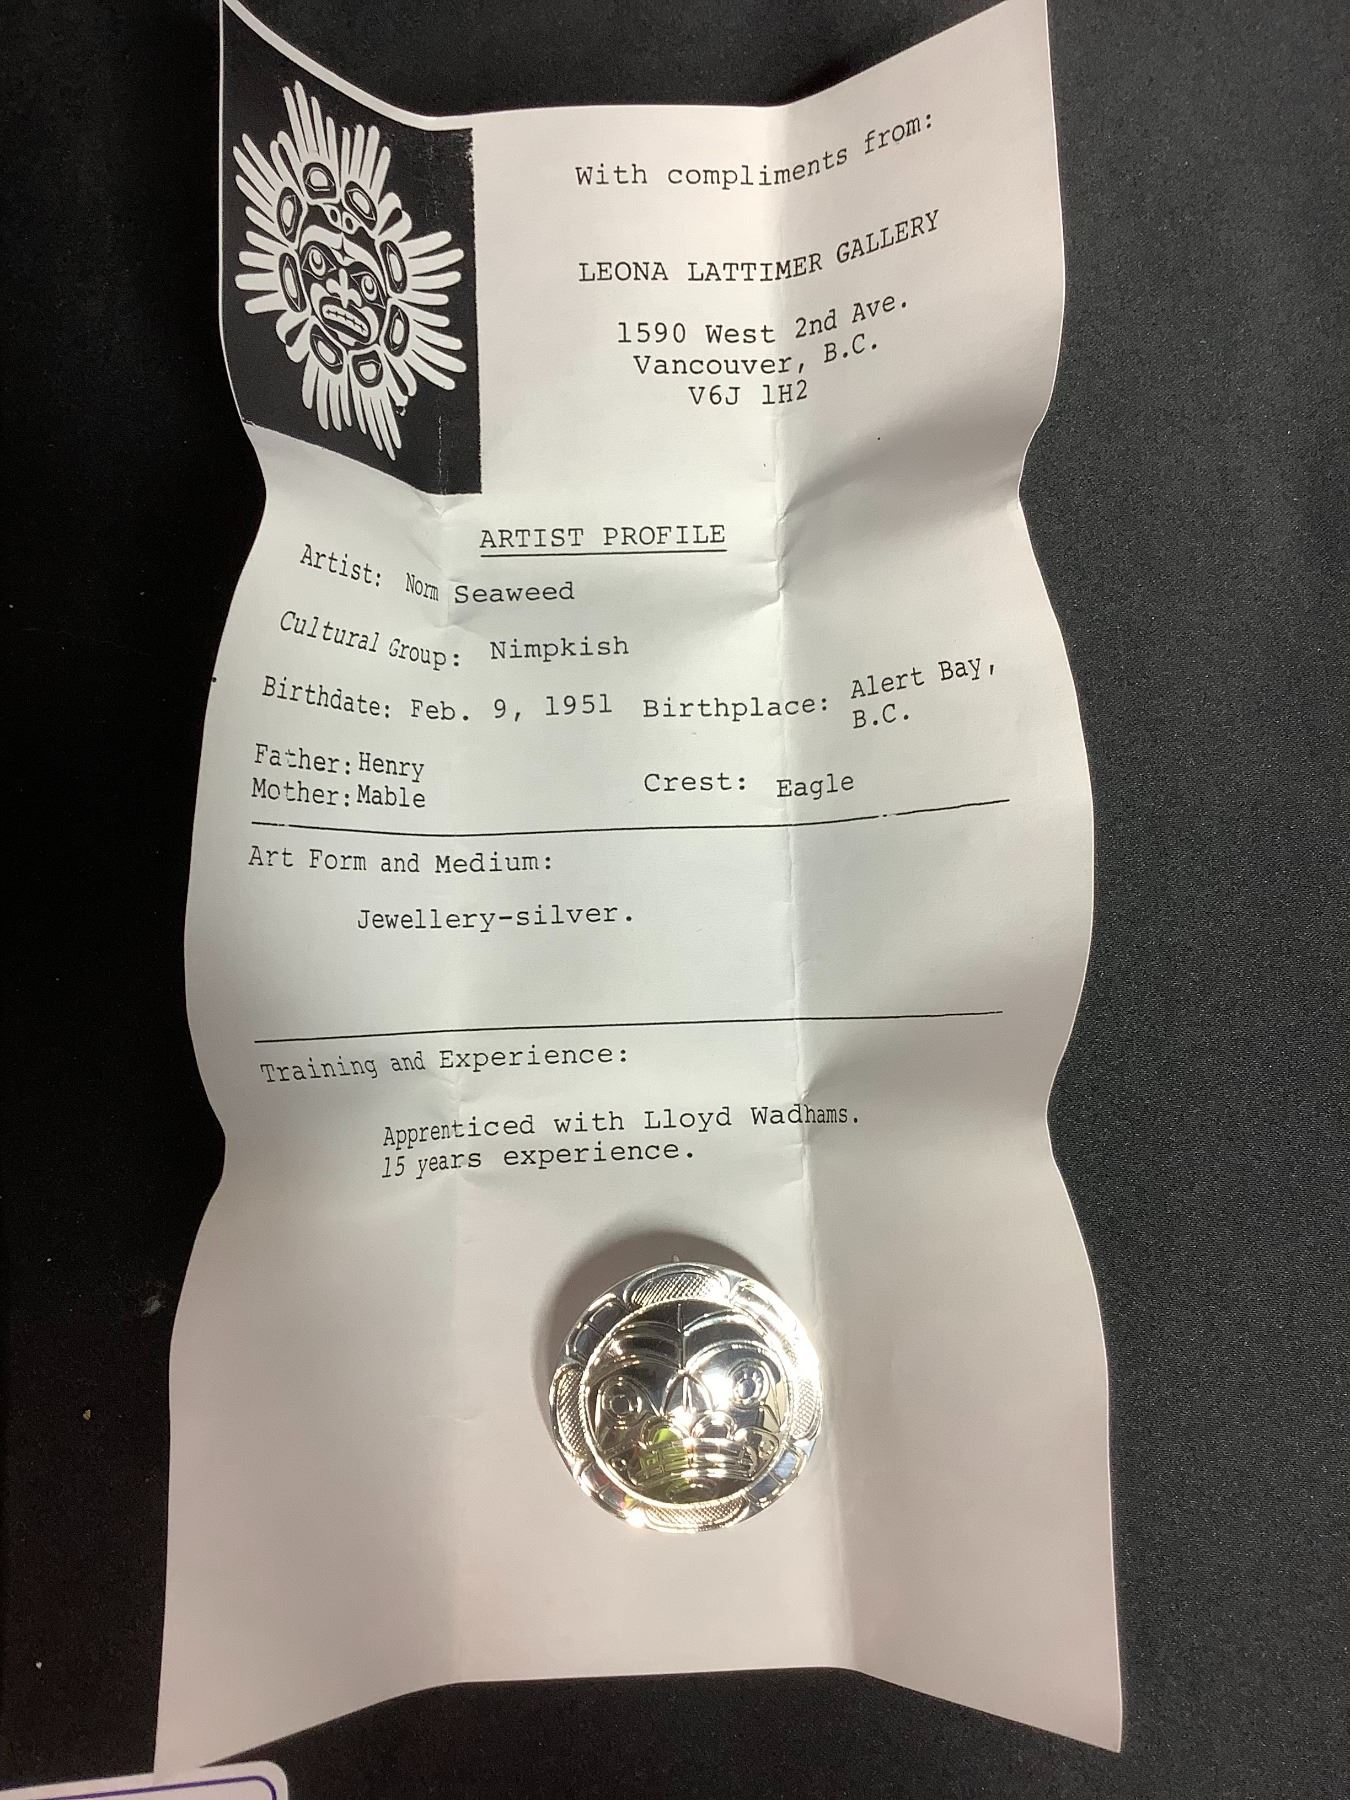 With compliments from:
LEONA LATTIMER GALLERY
1590 West 2nd Ave.
Vancouver, B.C.
V6J 1H2
ARTIST PROFILE
Artist: Norm Seaweed
Cultural Group: Nimpkish
Birthdate: Feb. 9, 1951 Birthplace: Alert Bay,
B.C.
Father: Henry
Mother: Mable Crest: Eagle
Art Form and Medium:
Jewellery-silver.
Training and Experience:
Apprenticed with Lloyd Wadhams.
15 years experience.